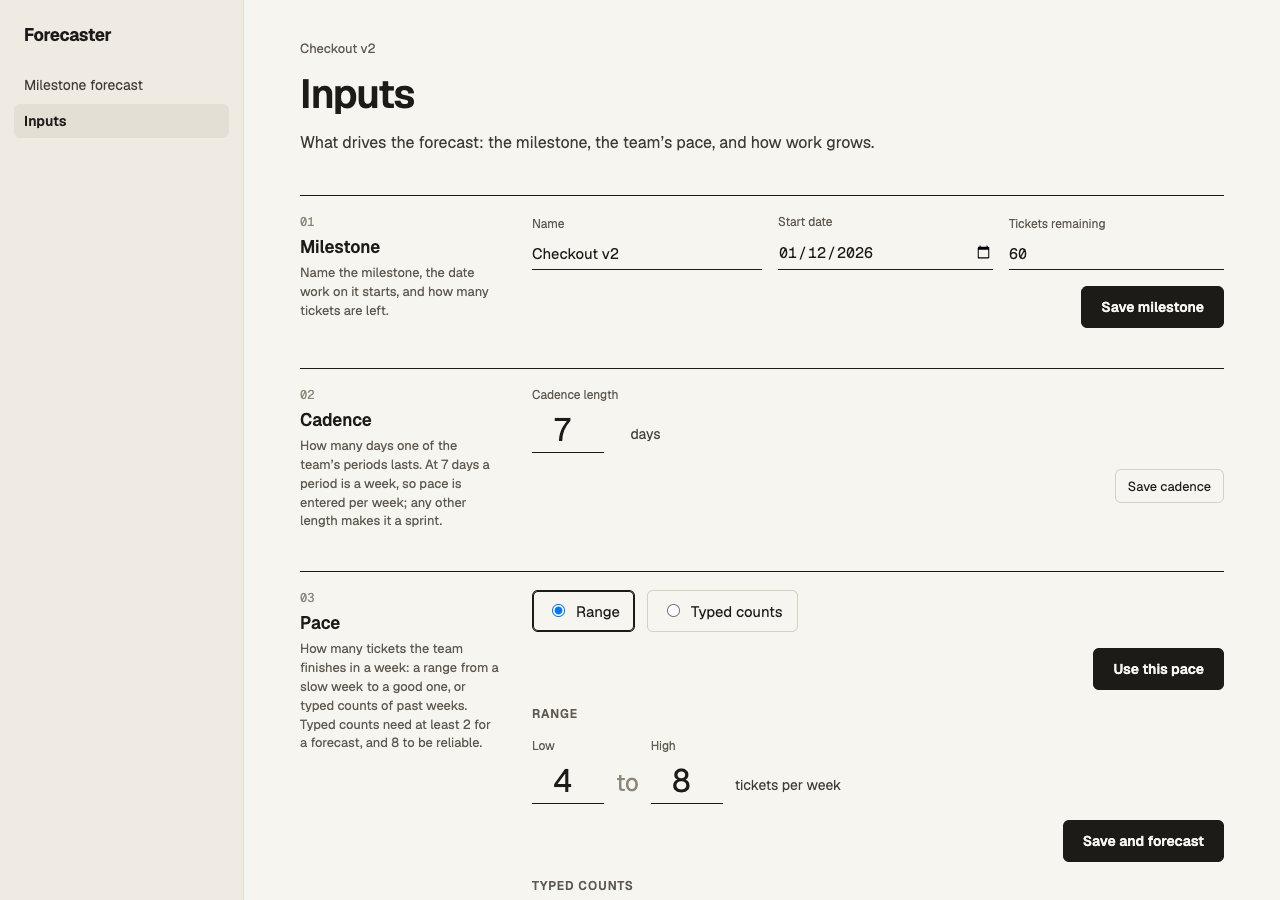 Forecaster
Milestone forecast
Inputs
Checkout v2
Inputs
What drives the forecast: the milestone, the team’s pace, and how work grows.
01
Milestone
Name the milestone, the date
work on it starts, and how many
tickets are left.
Name
Checkout v2
Start date
01/12/2026
Tickets remaining
60
Save milestone
02
Cadence
How many days one of the
team’s periods lasts. At 7 days a
period is a week, so pace is
entered per week; any other
length makes it a sprint.
Cadence length
7 days
Save cadence
03
Pace
How many tickets the team
finishes in a week: a range from a
slow week to a good one, or
typed counts of past weeks.
Typed counts need at least 2 for
a forecast, and 8 to be reliable.
Range
Typed counts
Use this pace
RANGE
Low
High
4 to 8 tickets per week
Save and forecast
TYPED COUNTS